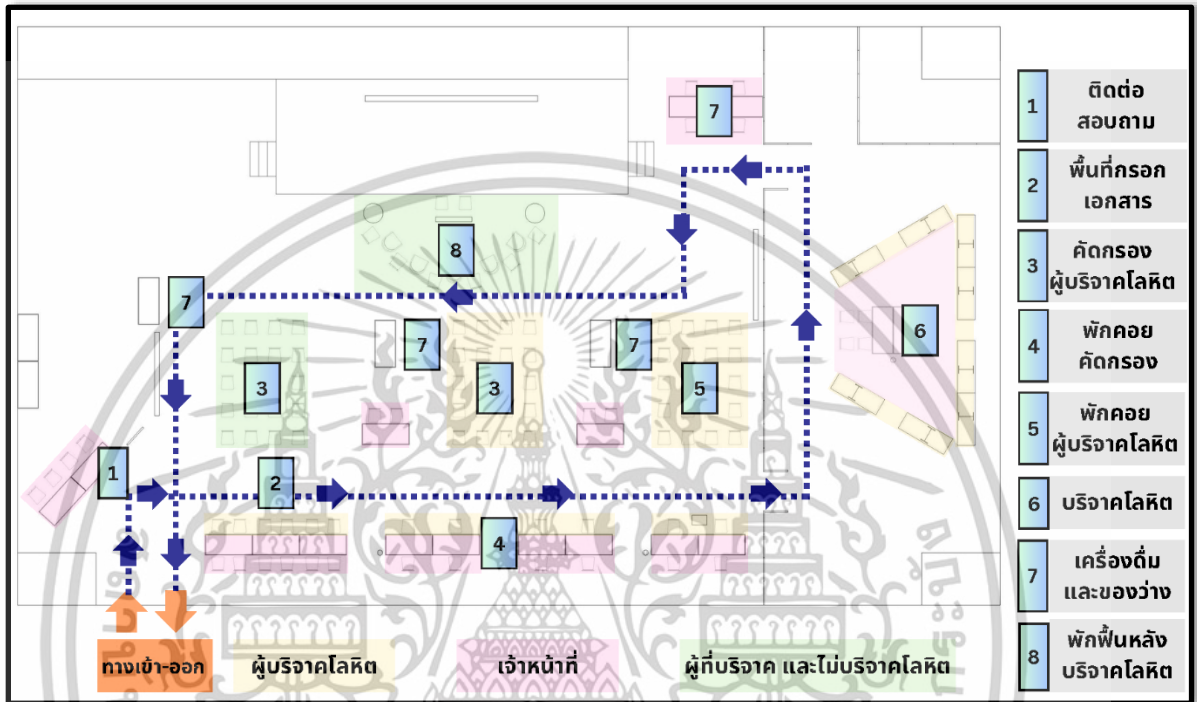 7
8
7
7
7
6
3
3
5
1
2
4
ทางเข้า-ออก
ผู้บริจาคโลหิต
เจ้าหน้าที่
ผู้ที่บริจาค และไม่บริจาคโลหิต
1
ติดต่อ
สอบถาม
2
พื้นที่กรอก
เอกสาร
3
คัดกรอง
ผู้บริจาคโลหิต
4
พักคอย
คัดกรอง
5
พักคอย
ผู้บริจาคโลหิต
6
บริจาคโลหิต
7
เครื่องดื่ม
และของว่าง
8
พักฟื้นหลัง
บริจาคโลหิต